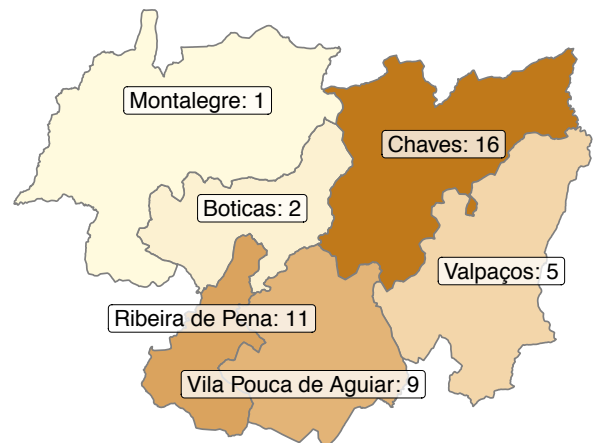 Montalegre: 1
Chaves: 16
Boticas: 2
Valpaços: 5
Ribeira de Pena: 11
Vila Pouca de Aguiar: 9